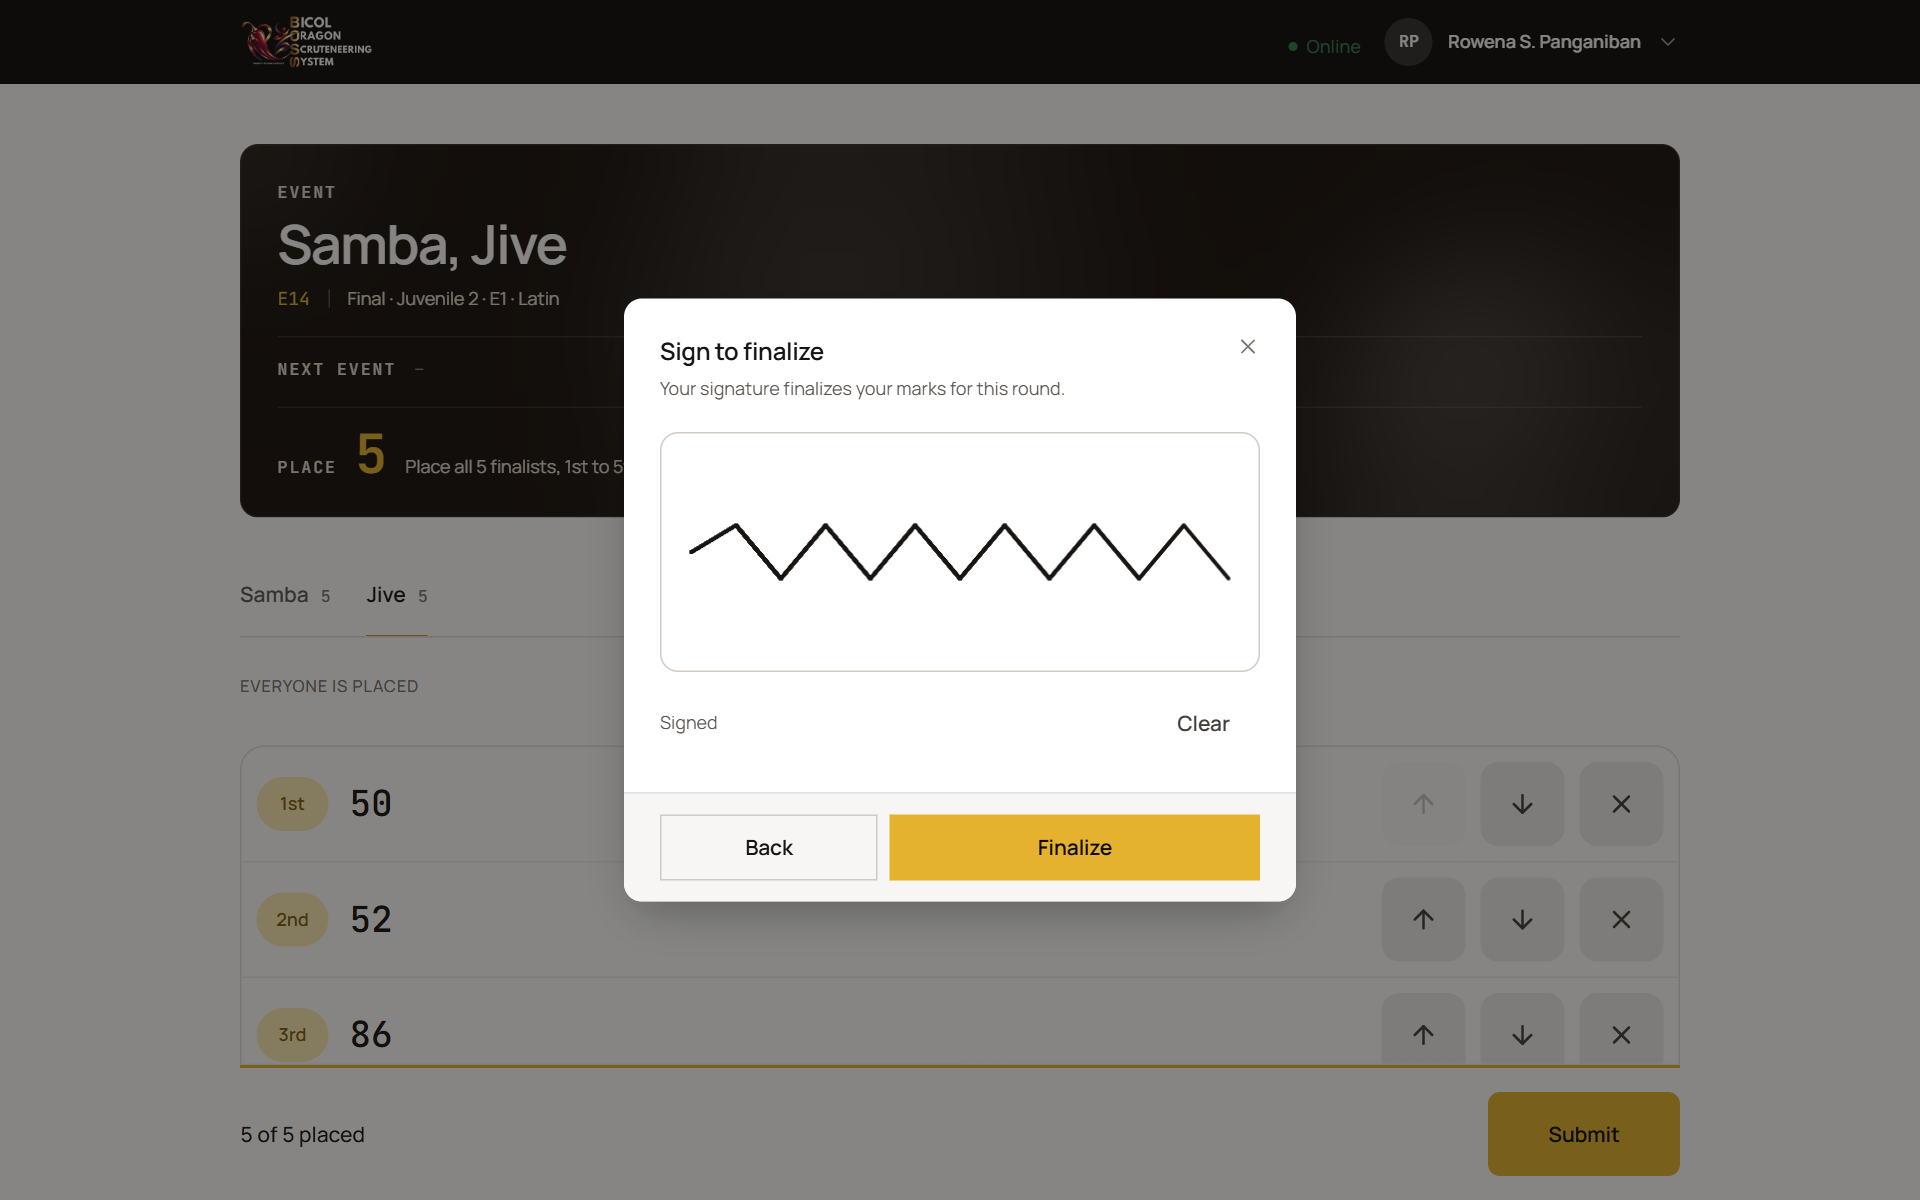 BICOL
DRAGON
SCRUTENEERING
SYSTEM
Online
RP
Rowena S. Panganiban
EVENT
Samba, Jive
E14 | Final · Juvenile 2 · E1 · Latin
NEXT EVENT –
PLACE 5 Place all 5 finalists, 1st to 5
Sign to finalize
Your signature finalizes your marks for this round.
Signed
Clear
Back
Finalize
Samba 5
Jive 5
EVERYONE IS PLACED
1st 50
2nd 52
3rd 86
5 of 5 placed
Submit